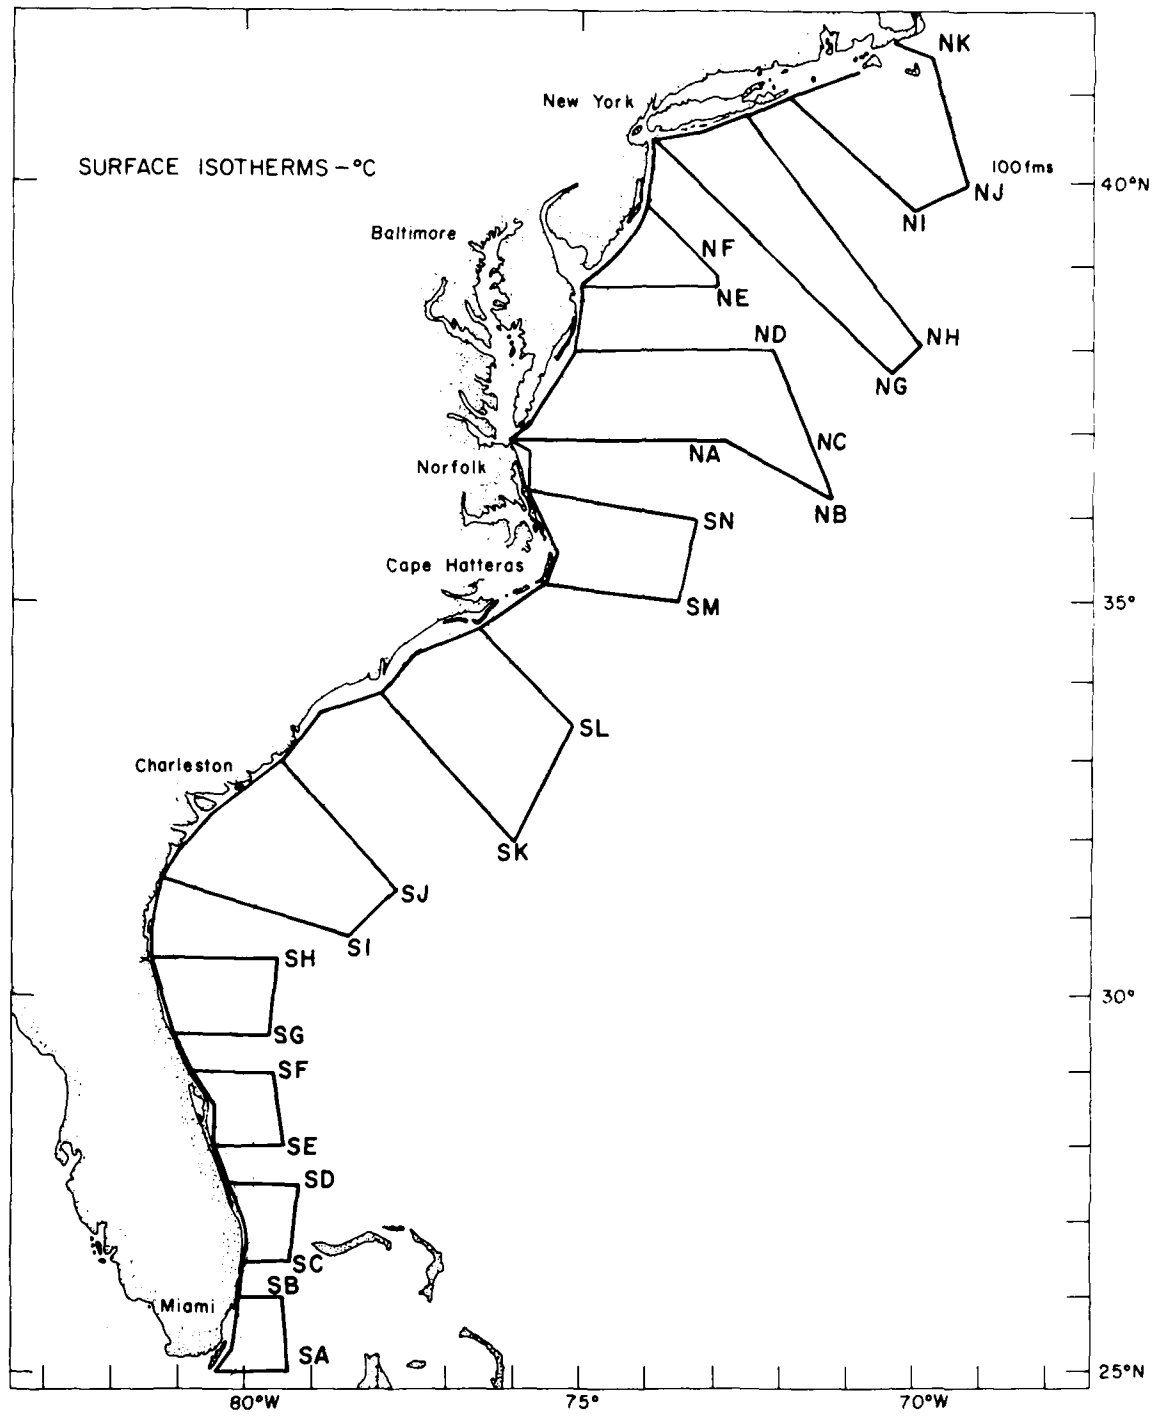 NK
New York
SURFACE ISOTHERMS-°C
100fms
NJ
40°N
NI
Baltimore
NF
NE
ND
NH
NG
NC
NA
Norfolk
NB
SN
Cape Hatteras
SM
35°
SL
Charleston
SK
SJ
SI
SH
30°
SG
SF
SE
SD
SC
SB
Miami
SA
25°N
80°W
75°
70°W